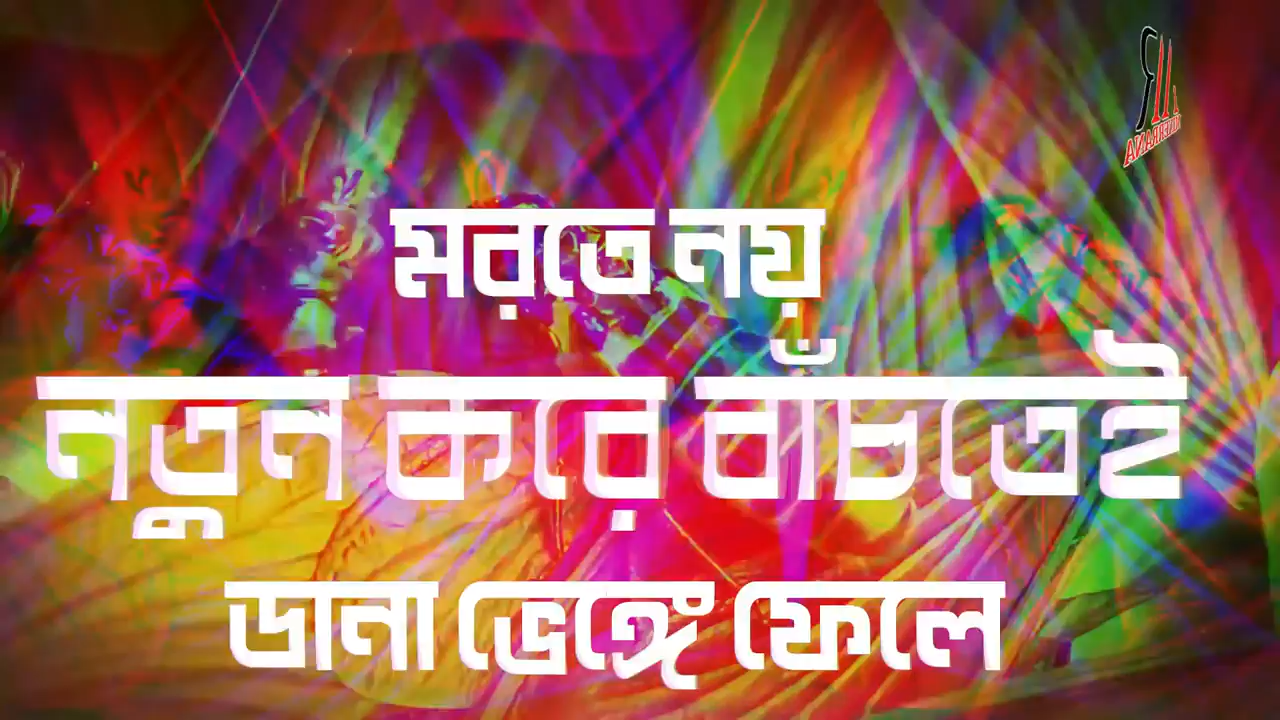 মরতে নয়
নতুন করে বাঁচতেই
ডানা ভেঙ্গে ফেলে